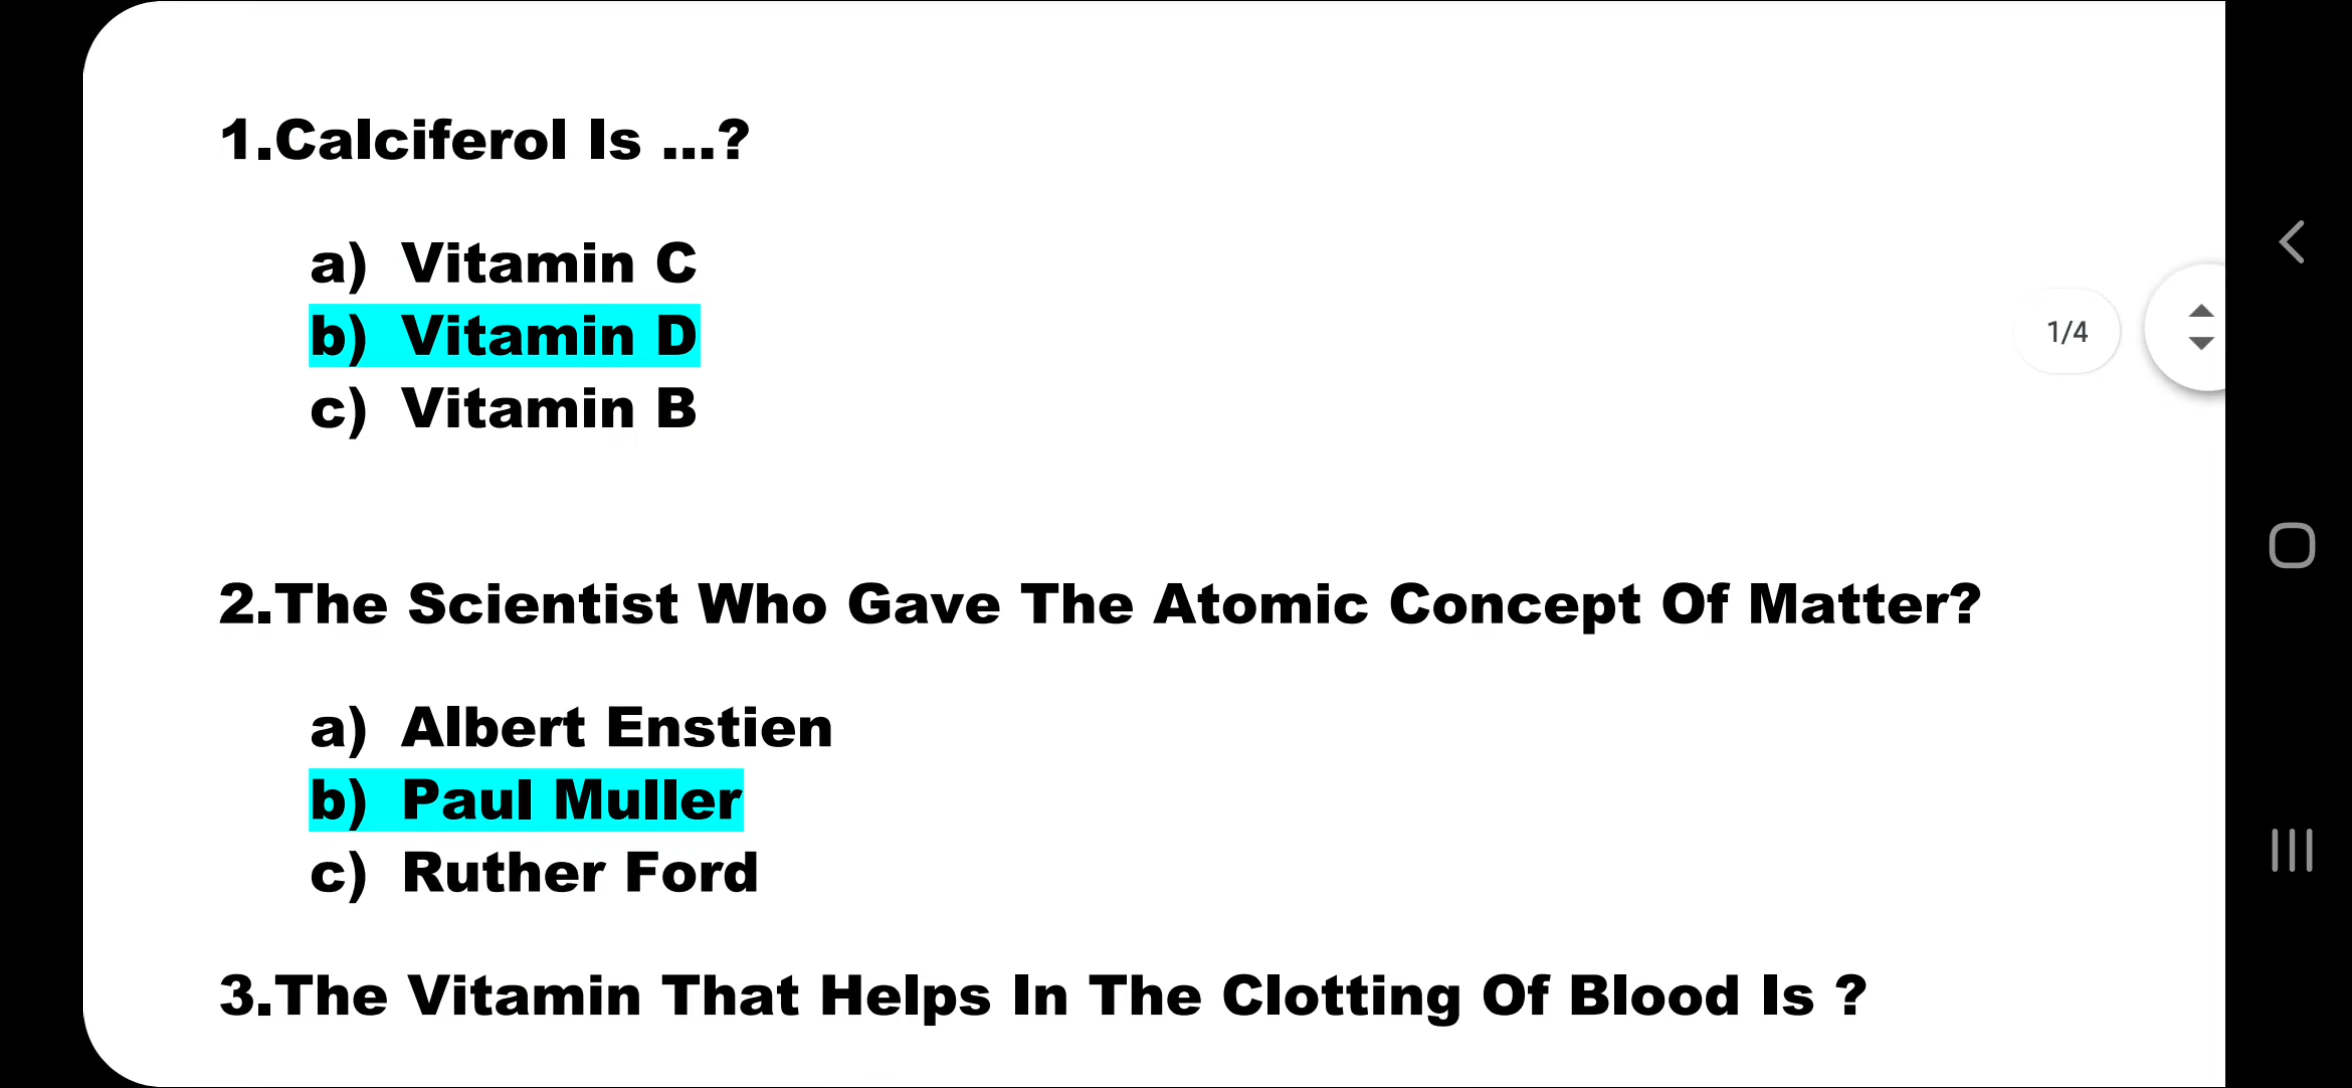 1.Calciferol Is ...?
a) Vitamin C
b) Vitamin D
c) Vitamin B
1/4
2.The Scientist Who Gave The Atomic Concept Of Matter?
a) Albert Enstien
b) Paul Muller
c) Ruther Ford
3.The Vitamin That Helps In The Clotting Of Blood Is ?